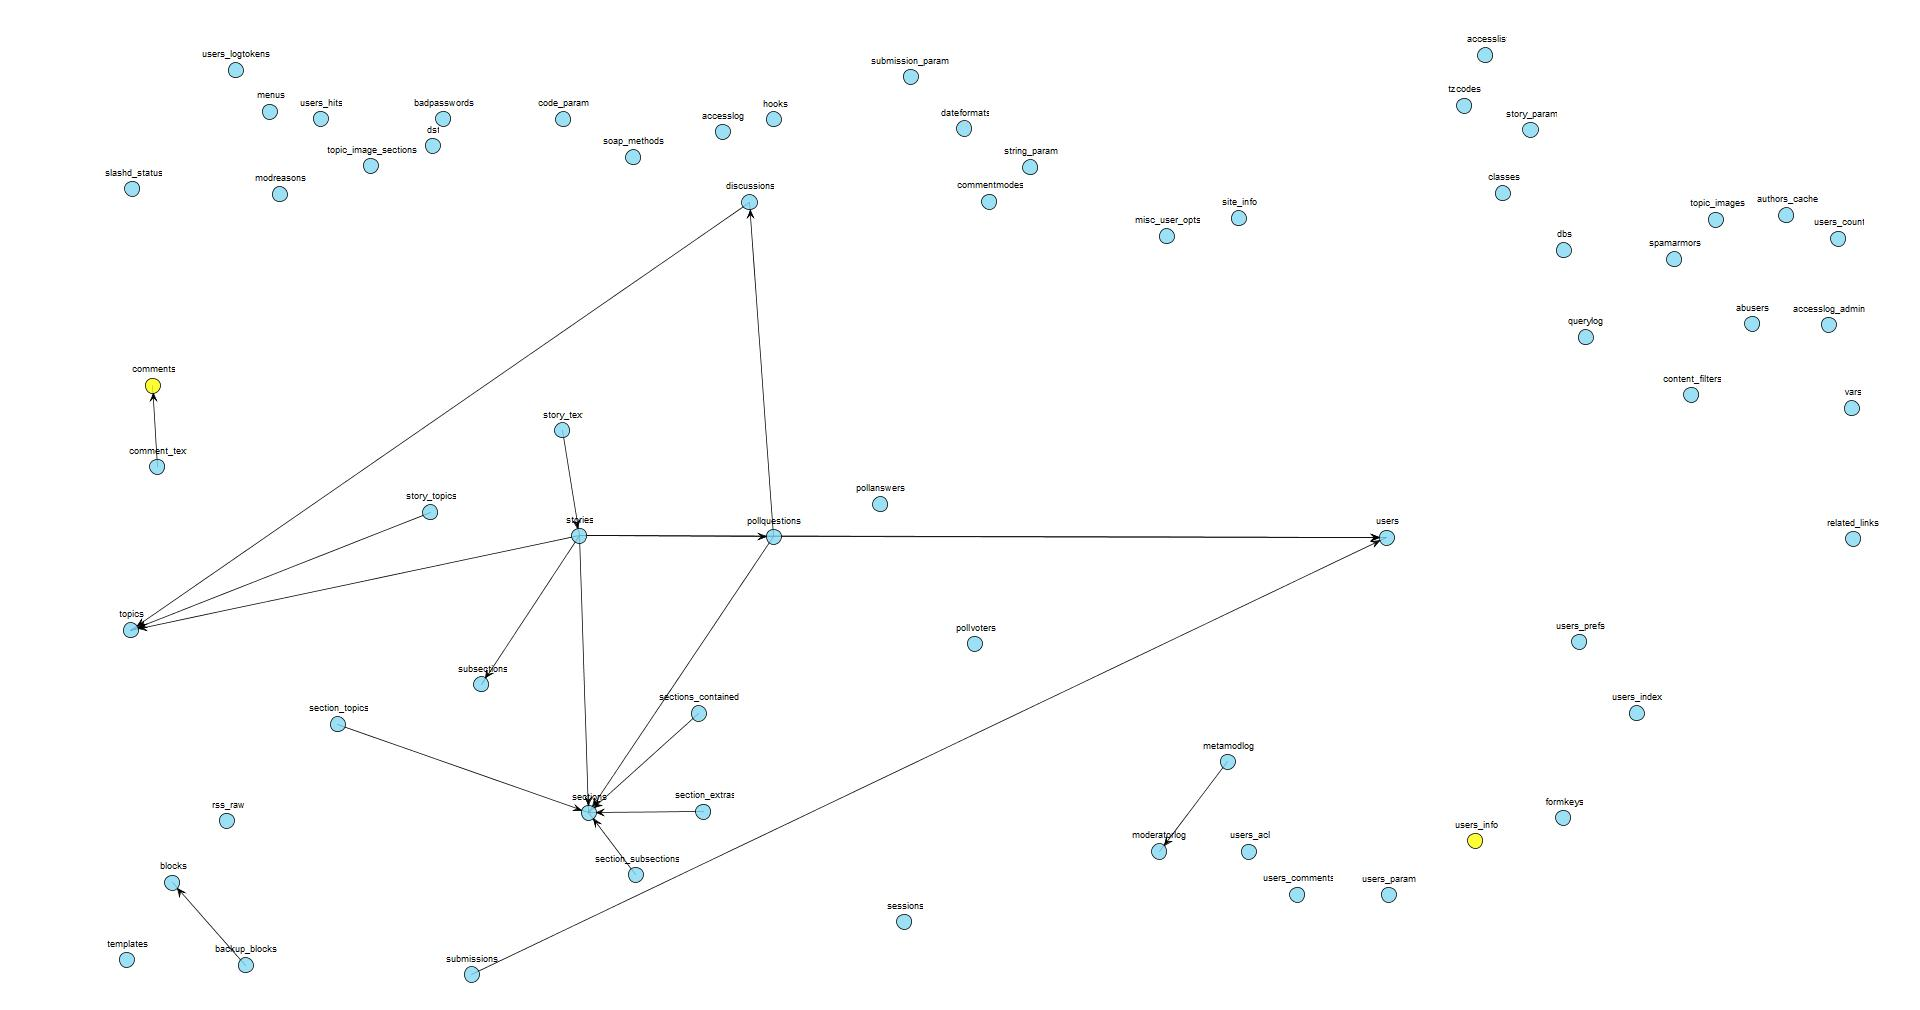 accesslis
users_logtokens
submission_param
tzcodes
menus
users_hits
badpasswords
code_param
hooks
accesslog
dateformats
story_param
dst
soap_methods
topic_image_sections
string_param
slashd_status
modreasons
discussions
commentmodes
classes
site_info
misc_user_opts
topic_images
authors_cache
users_count
dbs
spamarmors
abusers
accesslog_admin
querylog
comments
content_filters
vars
story_tex
comment_tex
story_topics
pollanswers
stories
pollquestions
users
related_links
topics
pollvoters
users_prefs
subsections
sections_contained
users_index
section_topics
metamodlog
sections
section_extras
rss_raw
formkeys
users_info
moderatorlog
users_acl
section_subsections
blocks
users_comments
users_param
sessions
templates
backup_blocks
submissions